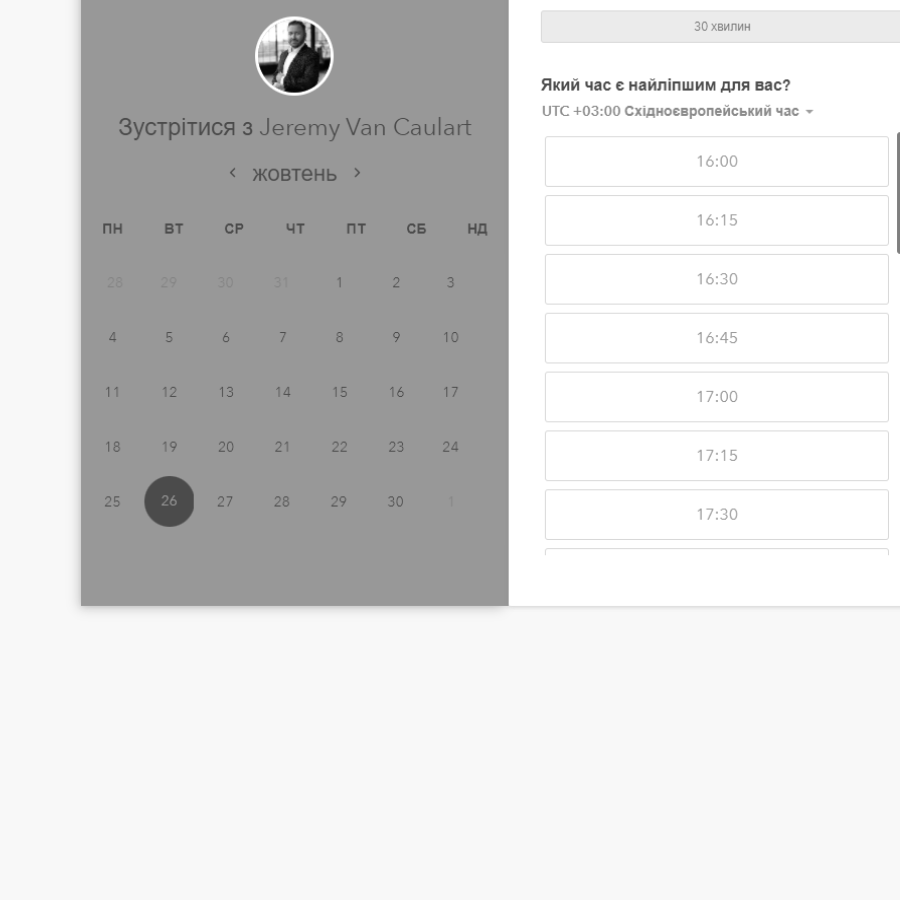 Зустрітися з Jeremy Van Caulart
жовтень
ПН ВТ СР ЧТ ПТ СБ НД
28 29 30 31 1 2 3
4 5 6 7 8 9 10
11 12 13 14 15 16 17
18 19 20 21 22 23 24
25 26 27 28 29 30 1
30 хвилин
Який час є найліпшим для вас?
UTC +03:00 Східноєвропейський час
16:00
16:15
16:30
16:45
17:00
17:15
17:30